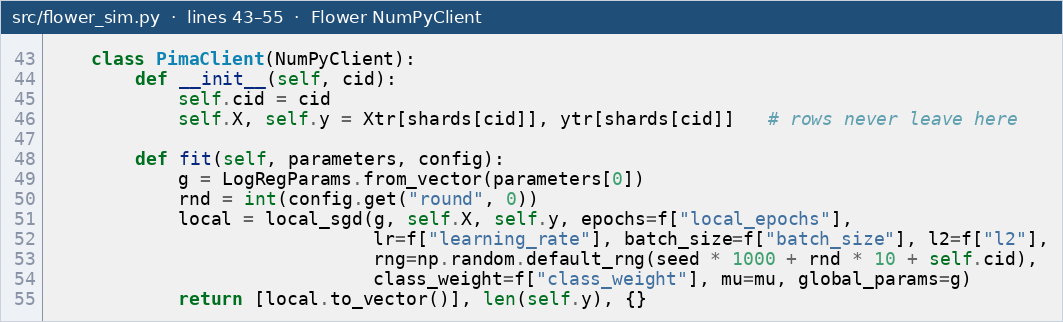 src/flower_sim.py · lines 43–55 · Flower NumPyClient
43 class PimaClient(NumPyClient):
44 def __init__(self, cid):
45 self.cid = cid
46 self.X, self.y = Xtr[shards[cid]], ytr[shards[cid]] # rows never leave here
47
48 def fit(self, parameters, config):
49 g = LogRegParams.from_vector(parameters[0])
50 rnd = int(config.get("round", 0))
51 local = local_sgd(g, self.X, self.y, epochs=f["local_epochs"],
52 lr=f["learning_rate"], batch_size=f["batch_size"], l2=f["l2"],
53 rng=np.random.default_rng(seed * 1000 + rnd * 10 + self.cid),
54 class_weight=f["class_weight"], mu=mu, global_params=g)
55 return [local.to_vector()], len(self.y), {}